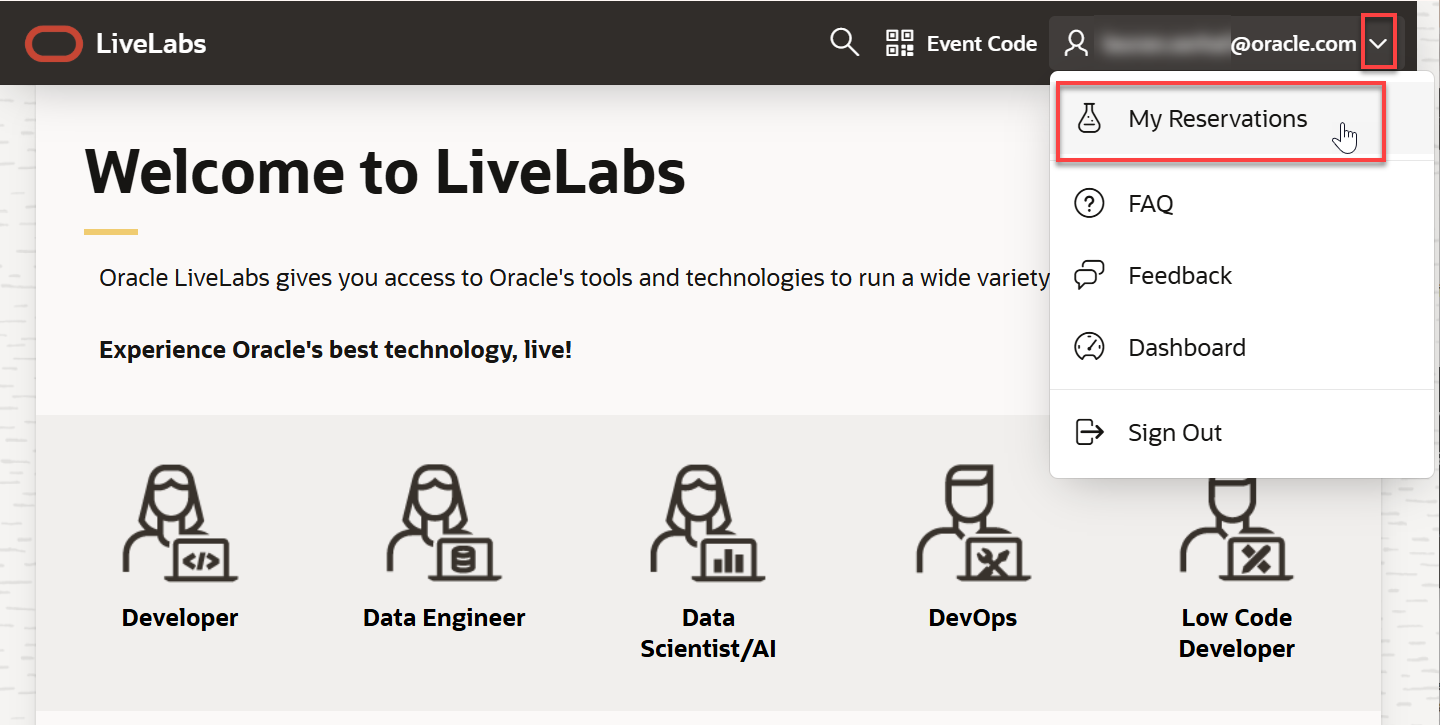 LiveLabs
Event Code
@oracle.com
My Reservations
FAQ
Feedback
Dashboard
Sign Out
Welcome to LiveLabs
Oracle LiveLabs gives you access to Oracle's tools and technologies to run a wide variety
Experience Oracle's best technology, live!
Developer
Data Engineer
Data
Scientist/AI
DevOps
Low Code
Developer